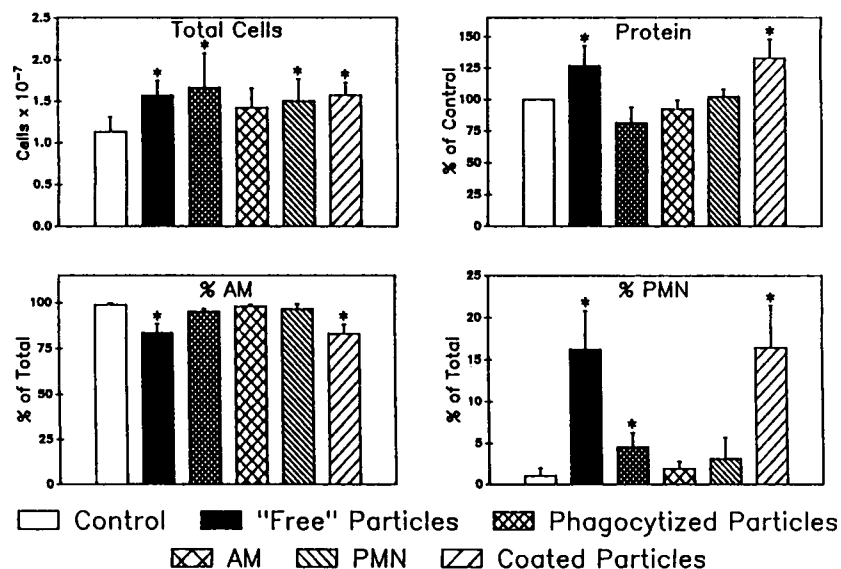 Total Cells
Cells x 10⁻⁷
2.5
2.0
1.5
1.0
0.5
0.0
* * * *
Protein
% of Control
150
125
100
75
50
25
0
* *
% AM
% of Total
100
75
50
25
0
* *
% PMN
% of Total
25
20
15
10
5
0
* * *
Control "Free" Particles Phagocytized Particles
AM PMN Coated Particles